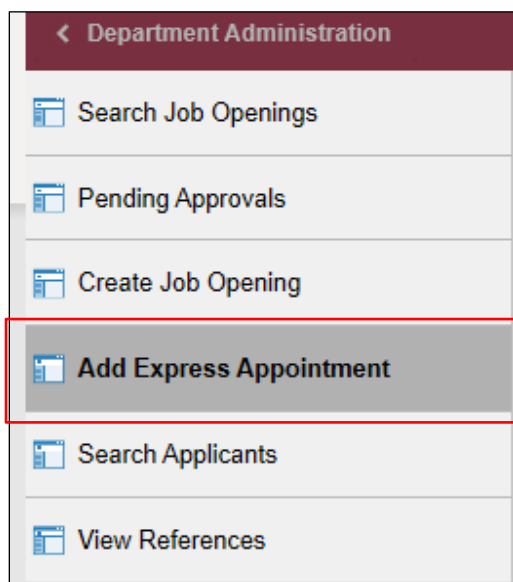 Department Administration
Search Job Openings
Pending Approvals
Create Job Opening
Add Express Appointment
Search Applicants
View References